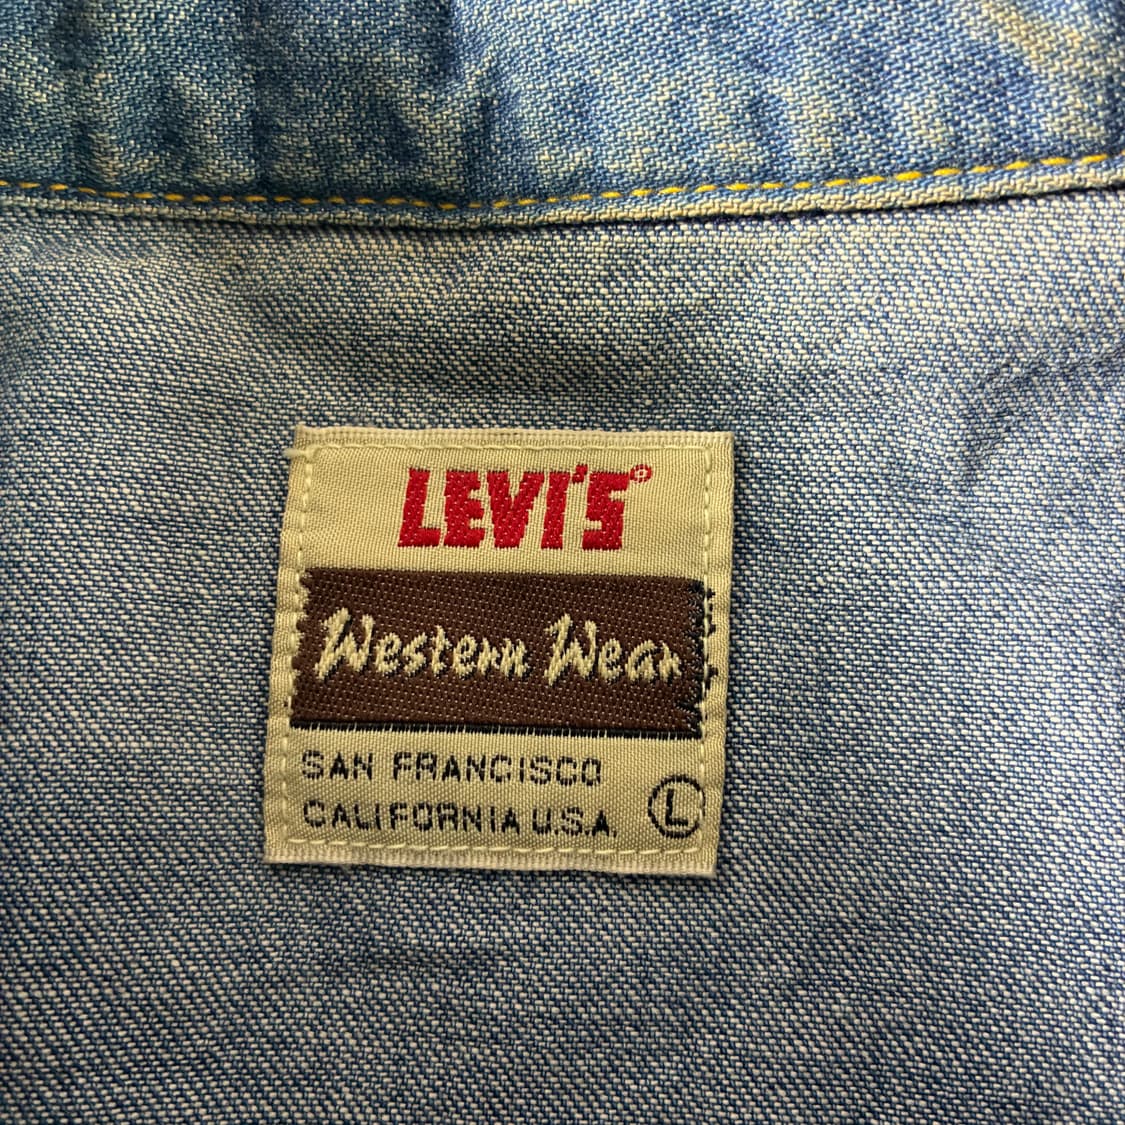 LEVI'S®
Western Wear
SAN FRANCISCO
CALIFORNIA U.S.A.
L